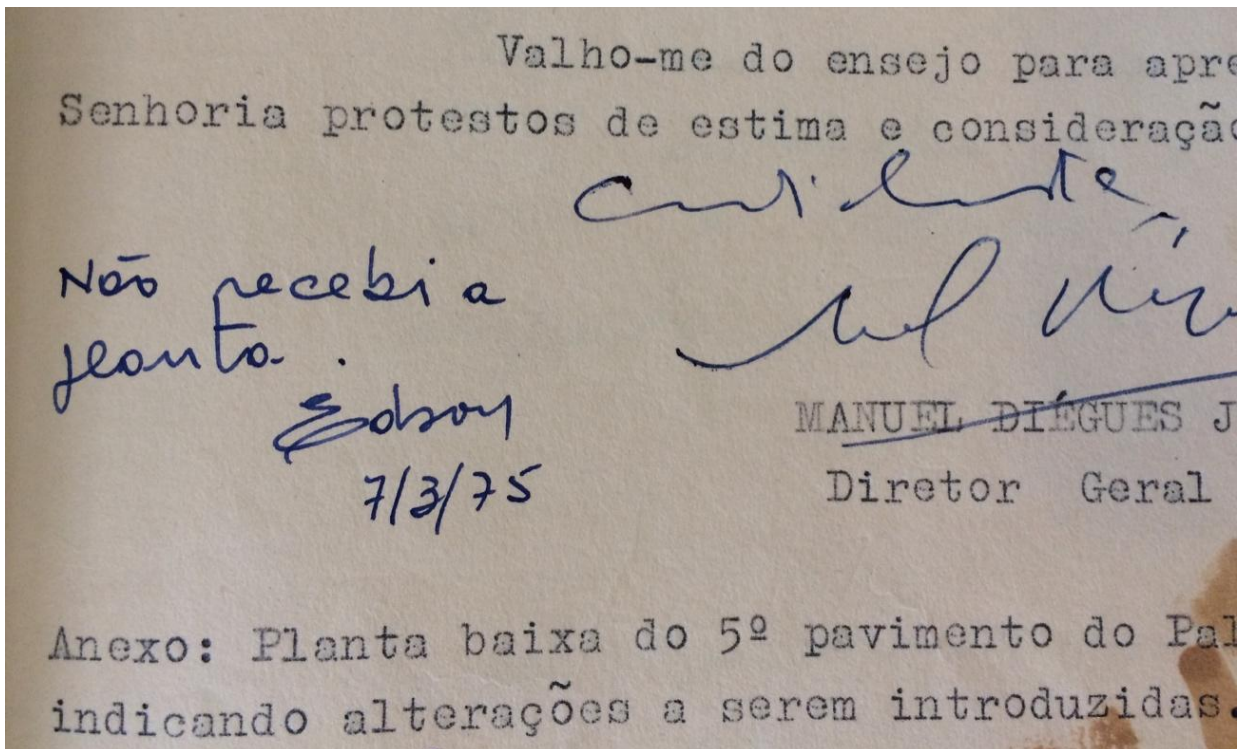 Valho-me do ensejo para apre
Senhoria protestos de estima e consideração
Não recebi a
planta.
Edson
7/3/75
MANUEL DIÉGUES J
Diretor Geral
Anexo: Planta baixa do 5º pavimento do Pal
indicando alterações a serem introduzidas.